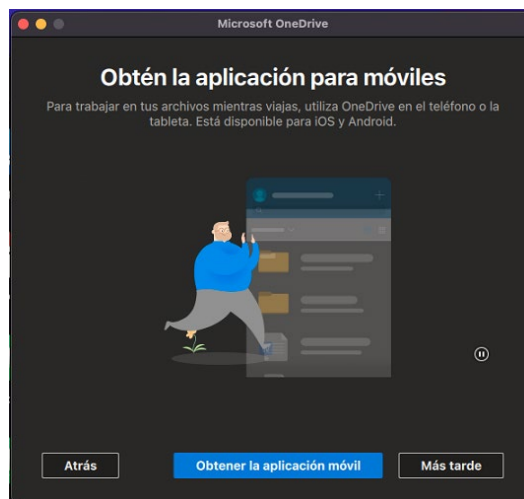 Microsoft OneDrive
Obtén la aplicación para móviles
Para trabajar en tus archivos mientras viajas, utiliza OneDrive en el teléfono o la
tableta. Está disponible para iOS y Android.
Atrás
Obtener la aplicación móvil
Más tarde